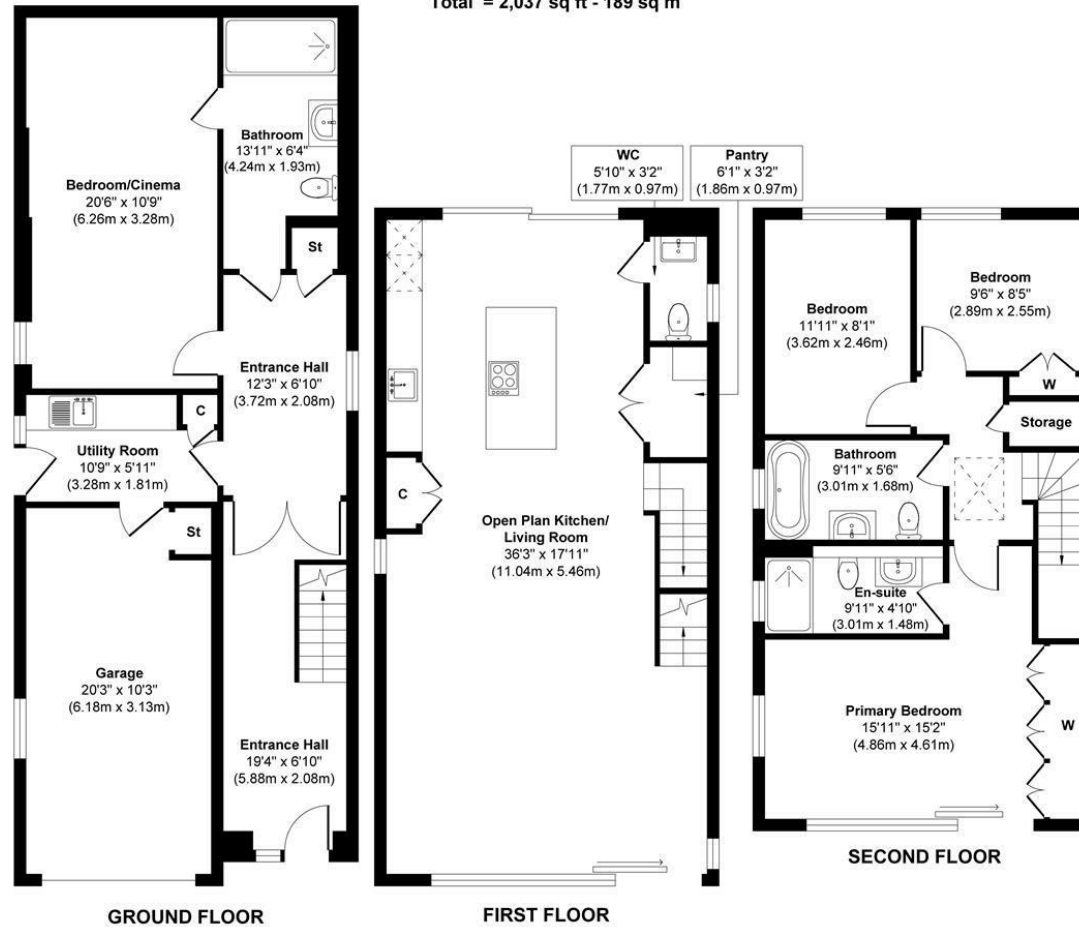 Total = 2,037 sq ft - 189 sq m
Bathroom
13'11" x 6'4"
(4.24m x 1.93m)
Bedroom/Cinema
20'6" x 10'9"
(6.26m x 3.28m)
St
Entrance Hall
12'3" x 6'10"
(3.72m x 2.08m)
C
Utility Room
10'9" x 5'11"
(3.28m x 1.81m)
St
Garage
20'3" x 10'3"
(6.18m x 3.13m)
Entrance Hall
19'4" x 6'10"
(5.88m x 2.08m)
GROUND FLOOR
WC
5'10" x 3'2"
(1.77m x 0.97m)
Pantry
6'1" x 3'2"
(1.86m x 0.97m)
C
Open Plan Kitchen/
Living Room
36'3" x 17'11"
(11.04m x 5.46m)
FIRST FLOOR
Bedroom
9'6" x 8'5"
(2.89m x 2.55m)
Bedroom
11'11" x 8'1"
(3.62m x 2.46m)
W
Storage
Bathroom
9'11" x 5'6"
(3.01m x 1.68m)
En-suite
9'11" x 4'10"
(3.01m x 1.48m)
Primary Bedroom
15'11" x 15'2"
(4.86m x 4.61m)
W
SECOND FLOOR